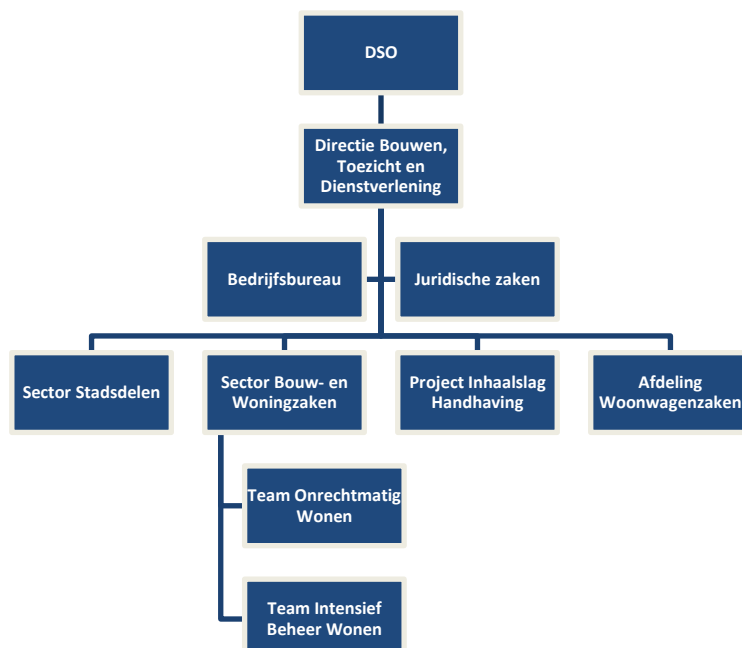 DSO
Directie Bouwen,
Toezicht en
Dienstverlening
Bedrijfsbureau
Juridische zaken
Sector Stadsdelen
Sector Bouw- en
Woningzaken
Project Inhaalslag
Handhaving
Afdeling
Woonwagenzaken
Team Onrechtmatig
Wonen
Team Intensief
Beheer Wonen